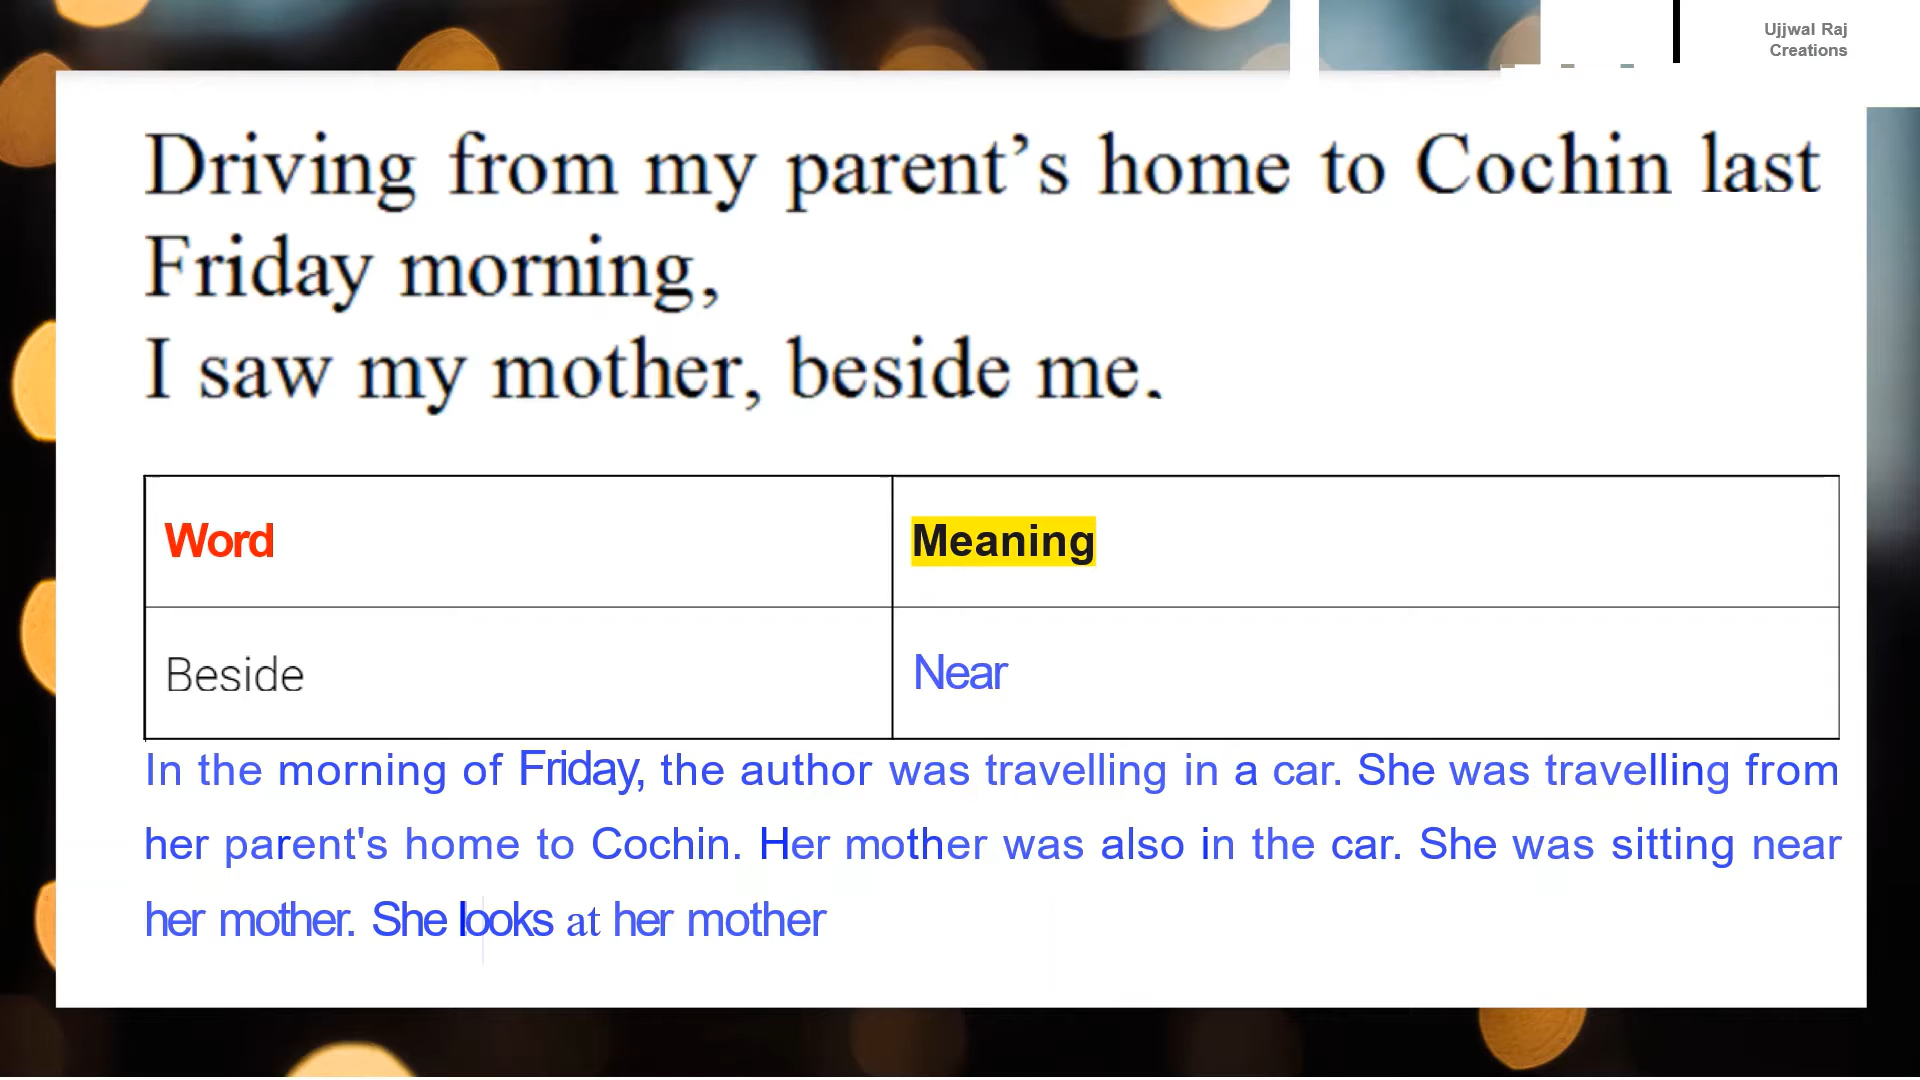 Ujjwal Raj
Creations
Driving from my parent’s home to Cochin last
Friday morning,
I saw my mother, beside me.
Word Meaning
Beside Near
In the morning of Friday, the author was travelling in a car. She was travelling from
her parent's home to Cochin. Her mother was also in the car. She was sitting near
her mother. She looks at her mother